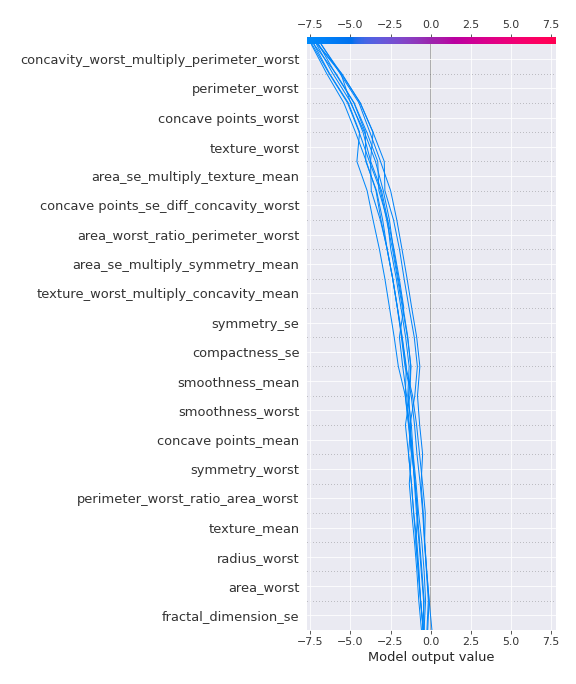 −7.5 −5.0 −2.5 0.0 2.5 5.0 7.5
concavity_worst_multiply_perimeter_worst
perimeter_worst
concave points_worst
texture_worst
area_se_multiply_texture_mean
concave points_se_diff_concavity_worst
area_worst_ratio_perimeter_worst
area_se_multiply_symmetry_mean
texture_worst_multiply_concavity_mean
symmetry_se
compactness_se
smoothness_mean
smoothness_worst
concave points_mean
symmetry_worst
perimeter_worst_ratio_area_worst
texture_mean
radius_worst
area_worst
fractal_dimension_se
−7.5 −5.0 −2.5 0.0 2.5 5.0 7.5
Model output value